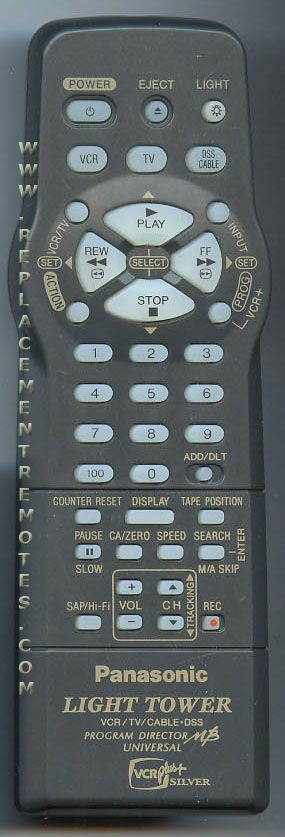 POWER EJECT LIGHT
VCR TV DSS CABLE
VCR/TV INPUT
PLAY
REW FF
SET SELECT SET
ACTION STOP PROG
VCR+
1 2 3
4 5 6
7 8 9
ADD/DLT
100 0
COUNTER RESET DISPLAY TAPE POSITION
PAUSE CA/ZERO SPEED SEARCH
ENTER
SLOW M/A SKIP
+
SAP/Hi-Fi VOL CH TRACKING REC
−
Panasonic
LIGHT TOWER
VCR/TV/CABLE•DSS
PROGRAM DIRECTOR MB
UNIVERSAL
VCR Plus+
SILVER
WWW.REPLACEMENTREMOTES.COM